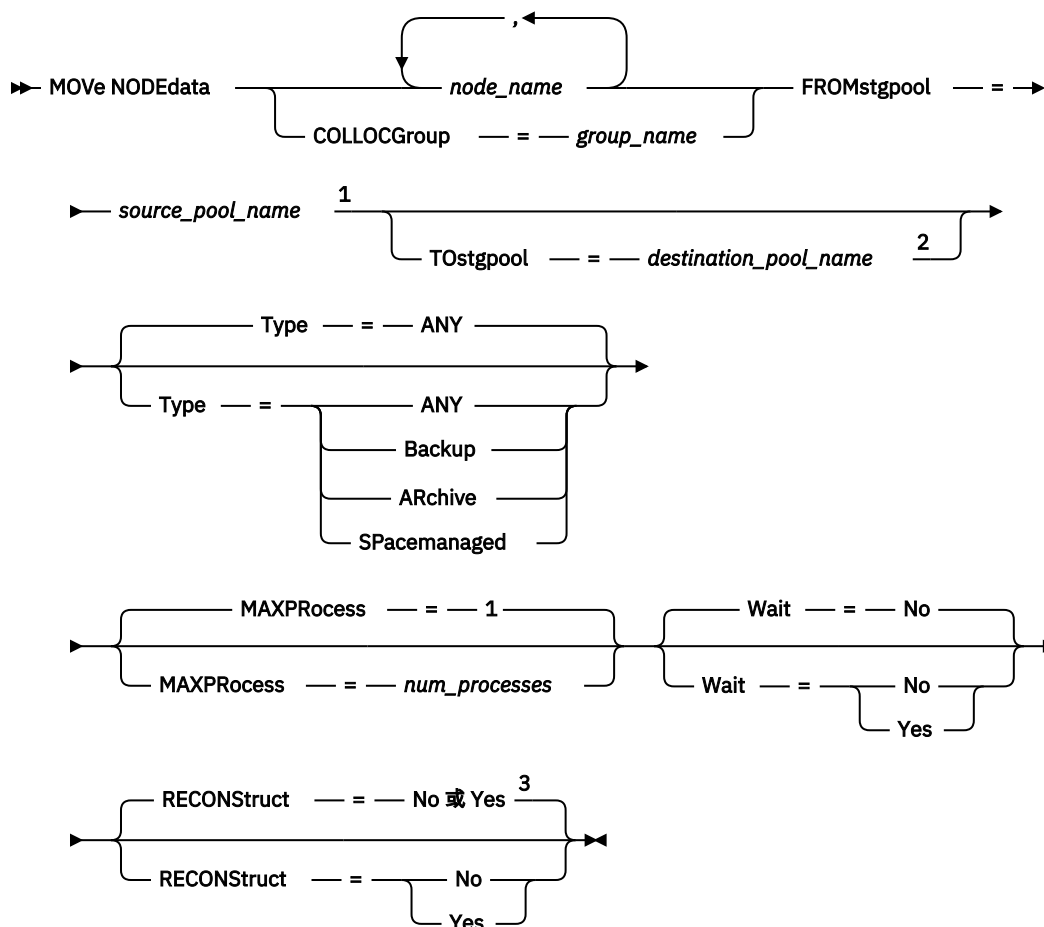 ,
MOVe NODEdata node_name FROMstgpool =
COLLOCGroup = group_name
source_pool_name 1
TOstgpool = destination_pool_name 2
Type = ANY
Type = ANY
Backup
ARchive
SPacemanaged
MAXPRocess = 1 Wait = No
MAXPRocess = num_processes Wait = No
Yes
RECONStruct = No 或 Yes 3
RECONStruct = No
Yes